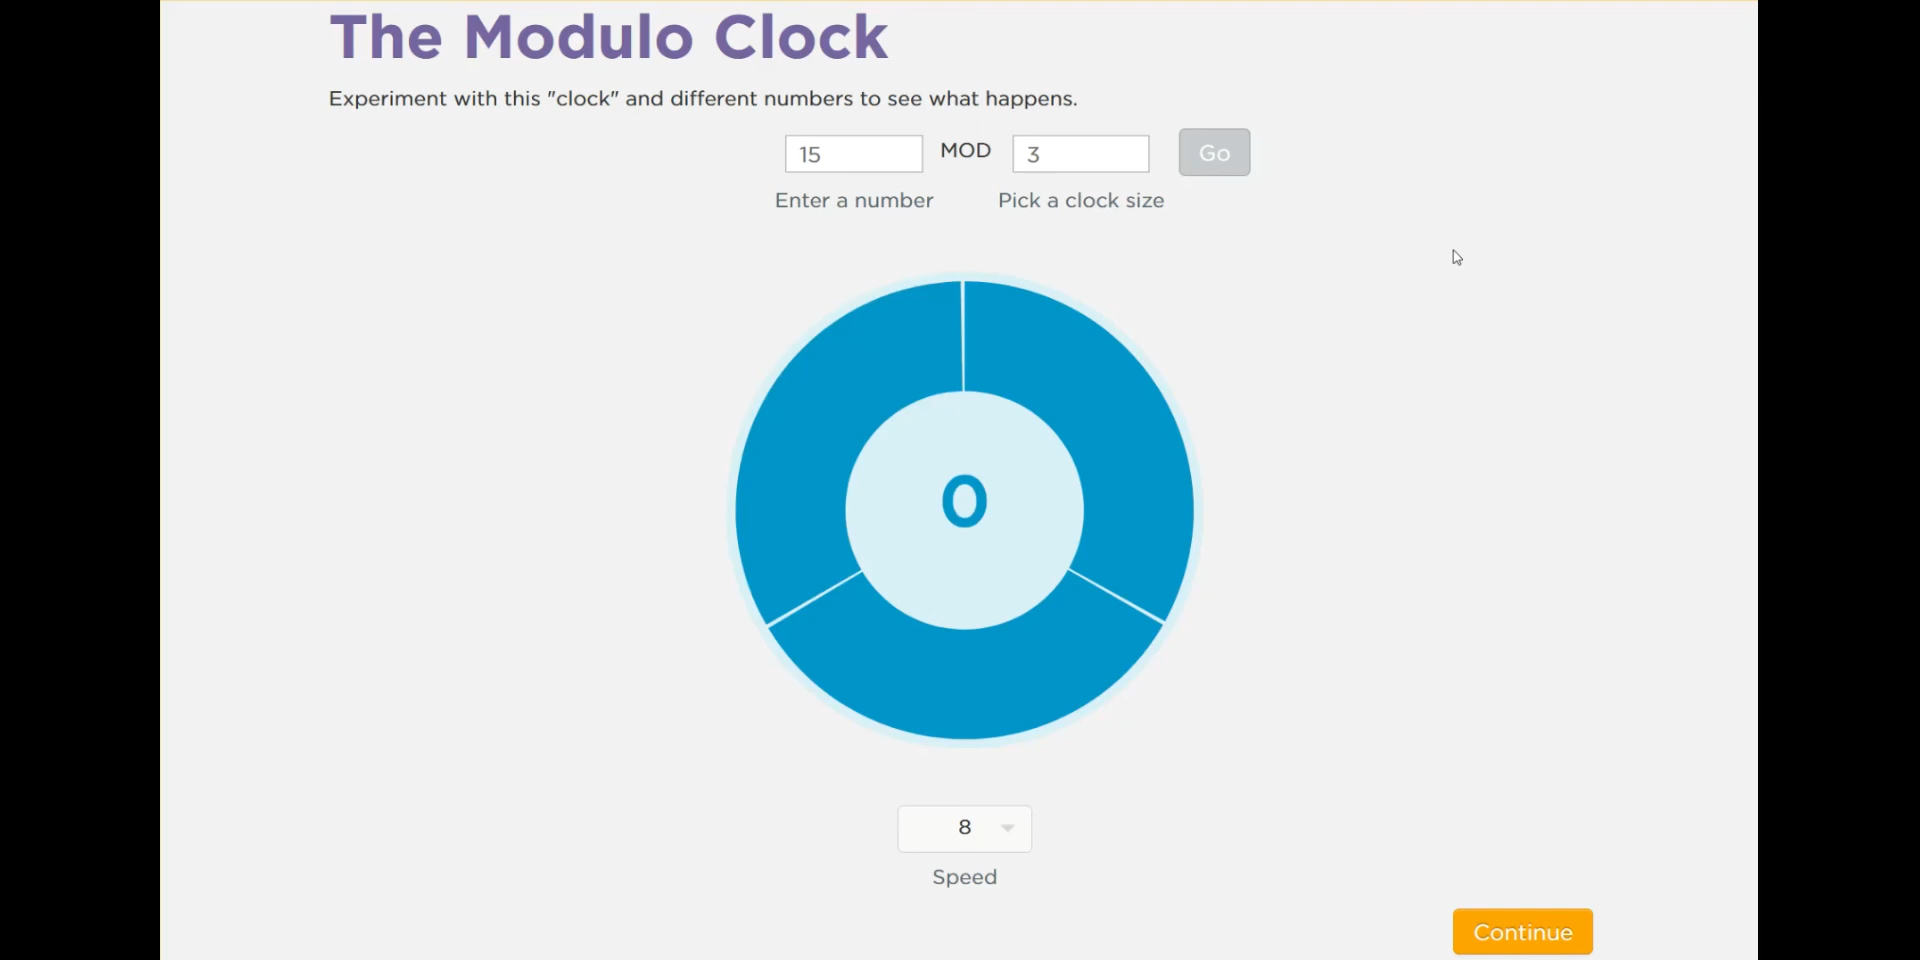 The Modulo Clock
Experiment with this "clock" and different numbers to see what happens.
15 MOD 3 Go
Enter a number Pick a clock size
0
8
Speed
Continue